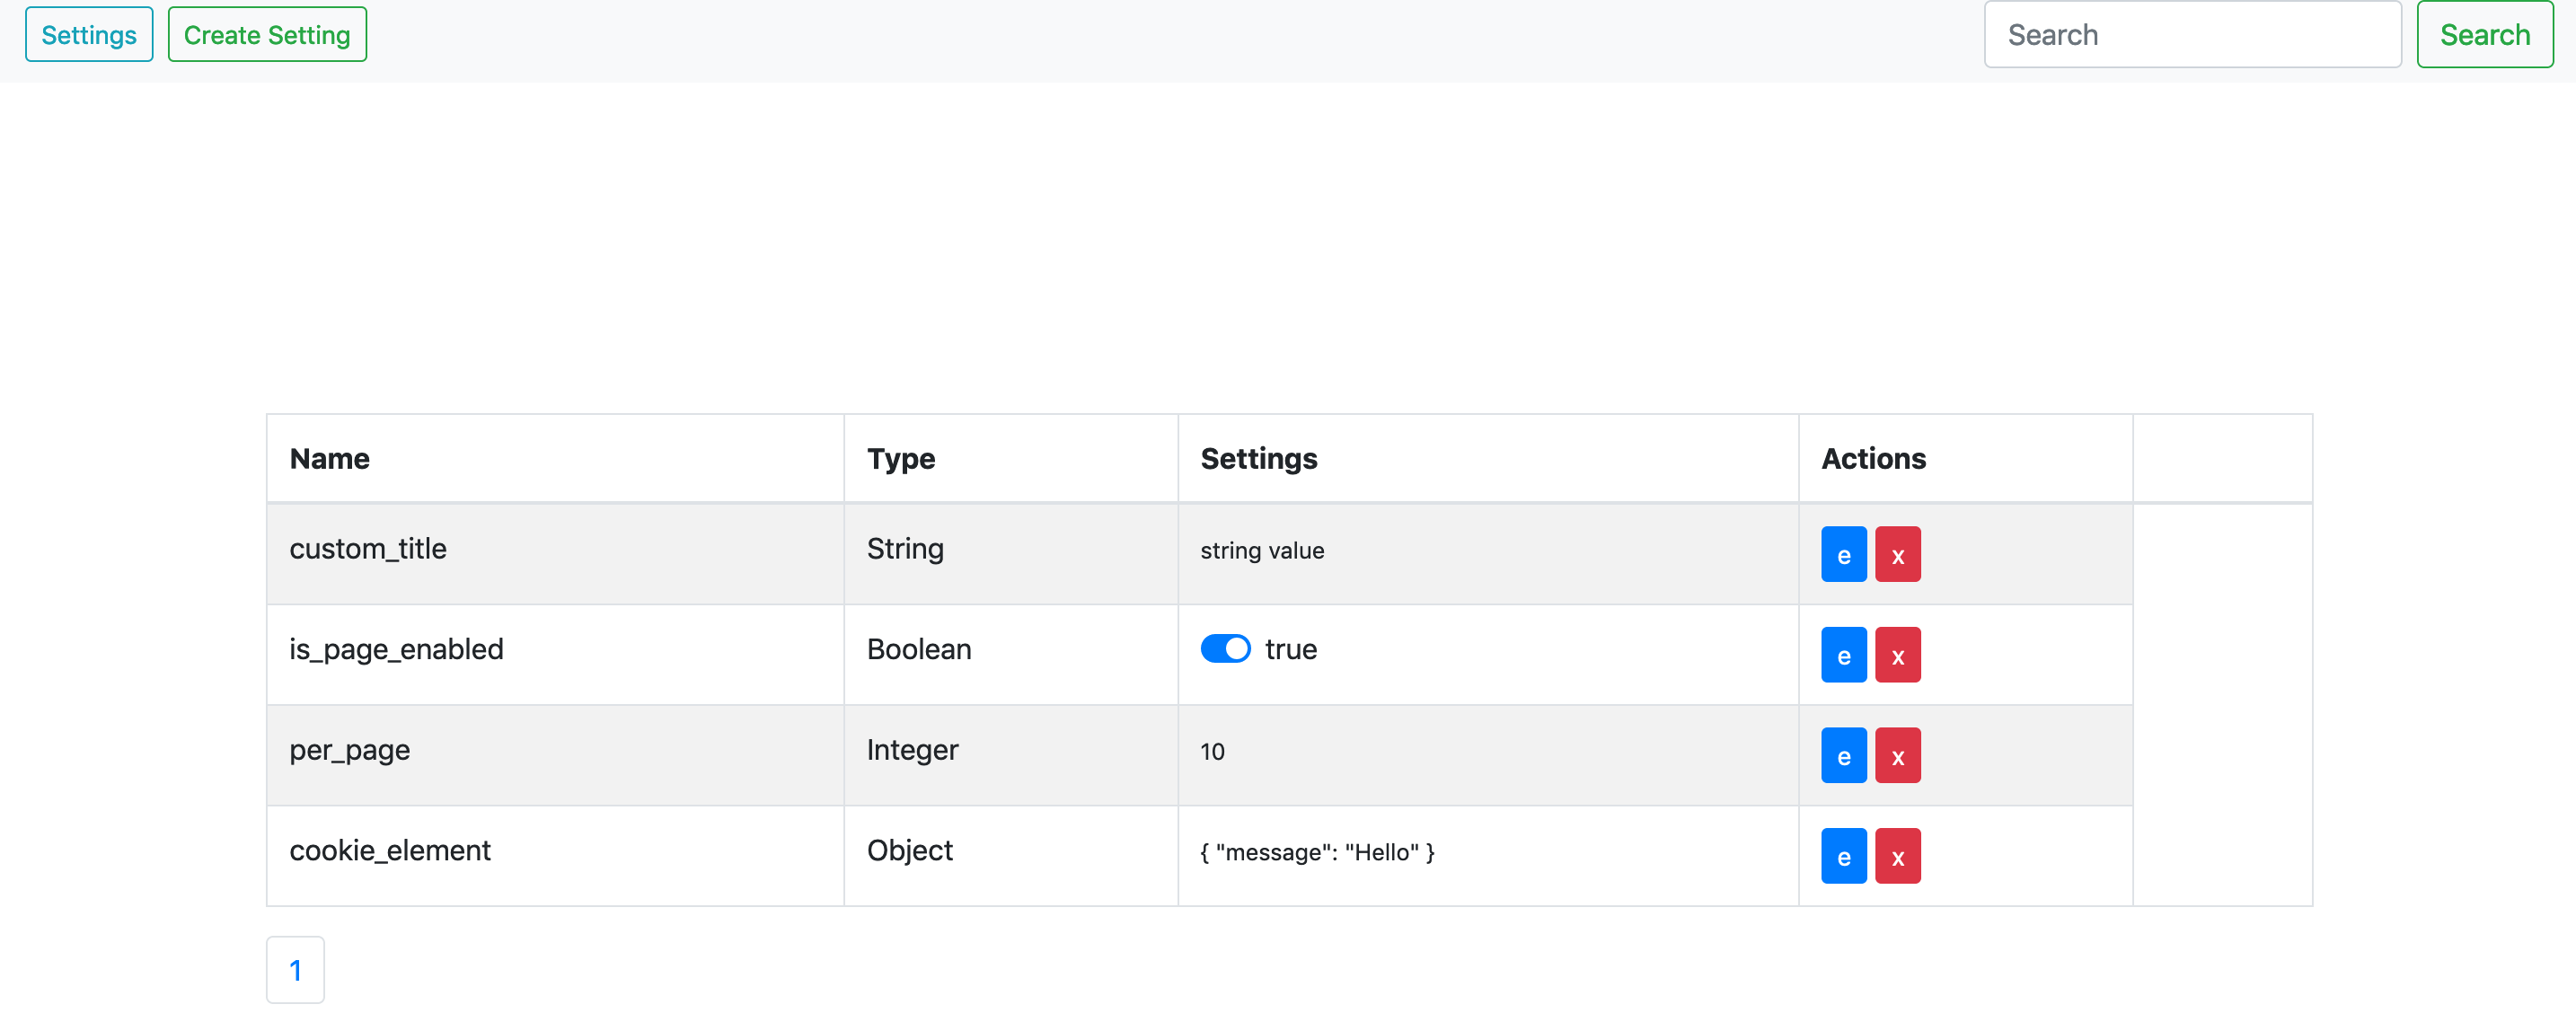 Settings Create Setting Search Search
Name Type Settings Actions
custom_title String string value e x
is_page_enabled Boolean true e x
per_page Integer 10 e x
cookie_element Object { "message": "Hello" } e x
1